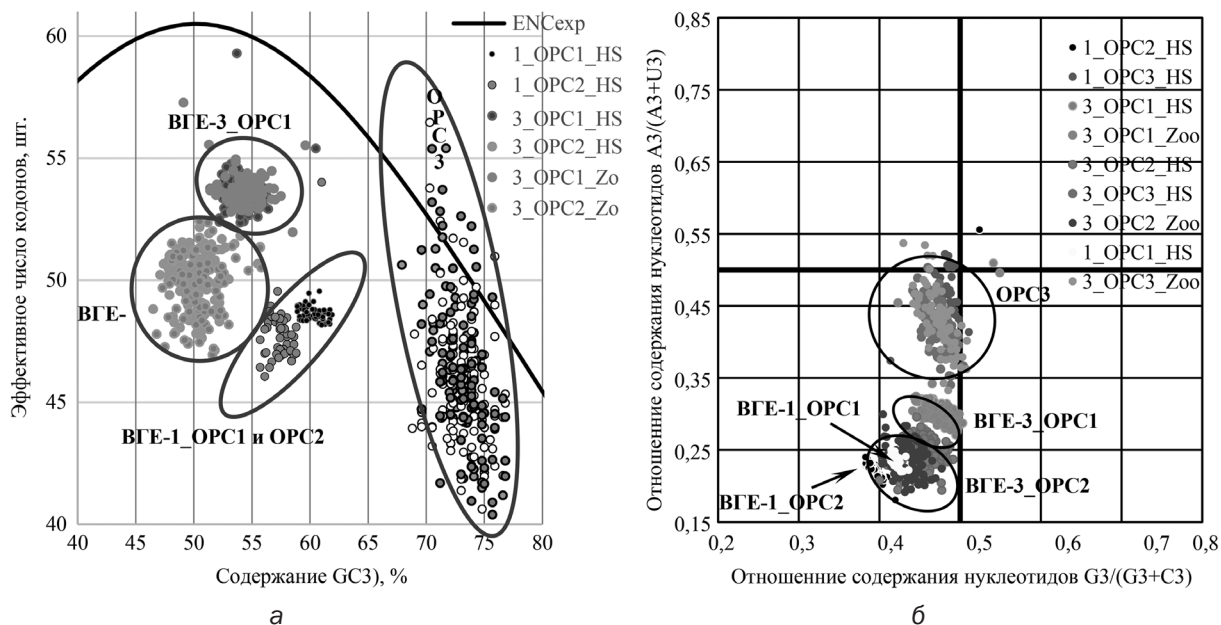 Эффективное число кодонов, шт.
60
55
50
45
40
40
45
50
55
60
65
70
75
80
Содержание GC3), %
ENCexp
1_ОРС1_HS
1_ОРС2_HS
3_ОРС1_HS
3_ОРС2_HS
3_ОРС1_Zo
3_ОРС2_Zo
ВГЕ-3_ОРС1
ВГЕ-
ВГЕ-1_ОРС1 и ОРС2
ОРС3
а
Отношенние содержания нуклеотидов A3/(A3+U3)
0,85
0,75
0,65
0,55
0,45
0,35
0,25
0,15
0,2
0,3
0,4
0,5
0,6
0,7
0,8
Отношенние содержания нуклеотидов G3/(G3+C3)
1_ОРС2_HS
1_ОРС3_HS
3_ОРС1_HS
3_ОРС1_Zoo
3_ОРС2_HS
3_ОРС3_HS
3_ОРС2_Zoo
1_ОРС1_HS
3_ОРС3_Zoo
ОРС3
ВГЕ-1_ОРС1
ВГЕ-3_ОРС1
ВГЕ-1_ОРС2
ВГЕ-3_ОРС2
б